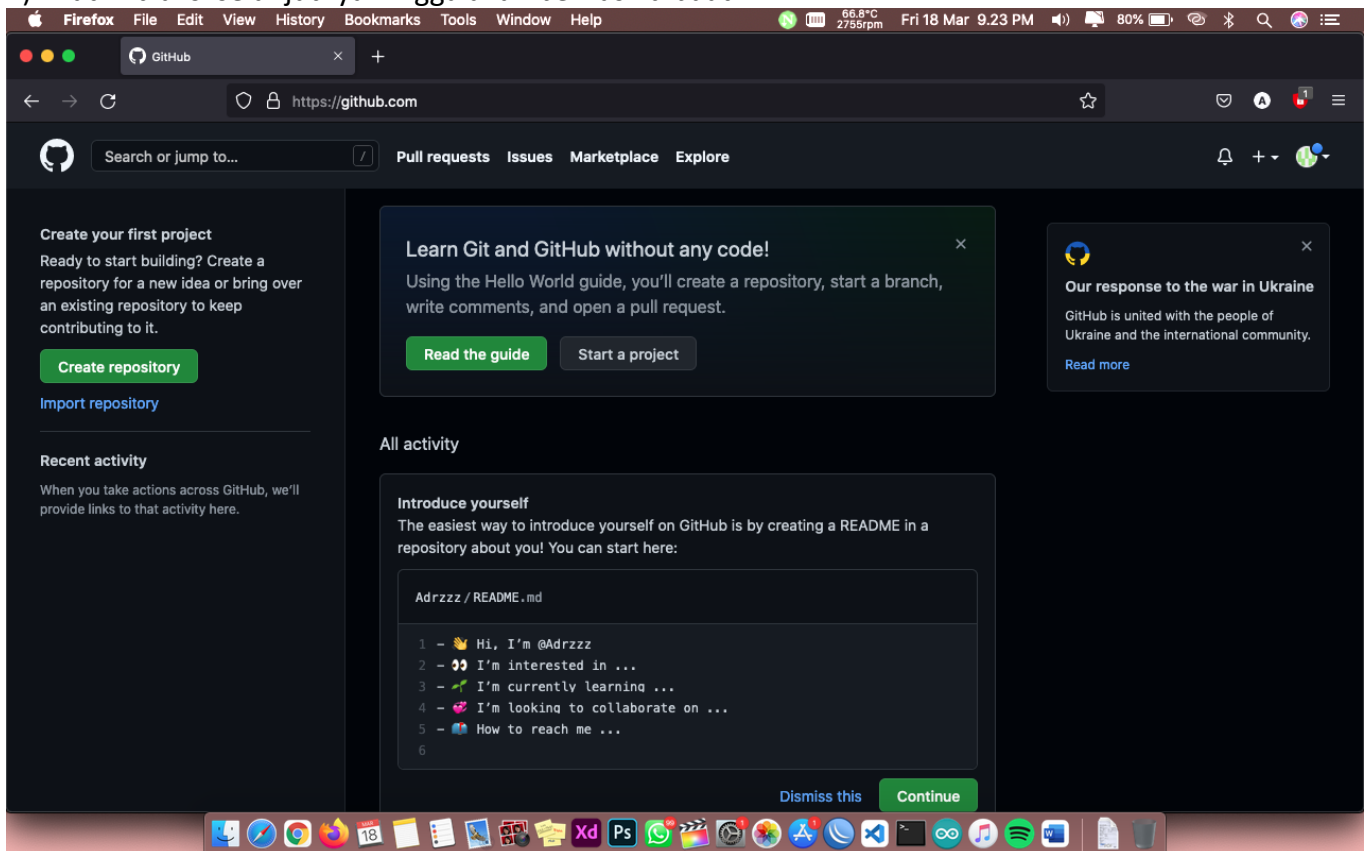 Firefox File Edit View History Bookmarks Tools Window Help 66.8°C 2755rpm Fri 18 Mar 9.23 PM 80%
GitHub
https://github.com
Search or jump to... / Pull requests Issues Marketplace Explore
Create your first project
Ready to start building? Create a
repository for a new idea or bring over
an existing repository to keep
contributing to it.
Create repository
Import repository
Recent activity
When you take actions across GitHub, we'll
provide links to that activity here.
Learn Git and GitHub without any code!
Using the Hello World guide, you'll create a repository, start a branch,
write comments, and open a pull request.
Read the guide Start a project
All activity
Introduce yourself
The easiest way to introduce yourself on GitHub is by creating a README in a
repository about you! You can start here:
Adrzzz / README.md
1 - 👋 Hi, I'm @Adrzzz
2 - 👀 I'm interested in ...
3 - 🌱 I'm currently learning ...
4 - 💞️ I'm looking to collaborate on ...
5 - 📫 How to reach me ...
6
Dismiss this Continue
Our response to the war in Ukraine
GitHub is united with the people of
Ukraine and the international community.
Read more
MAR
18
Xd Ps